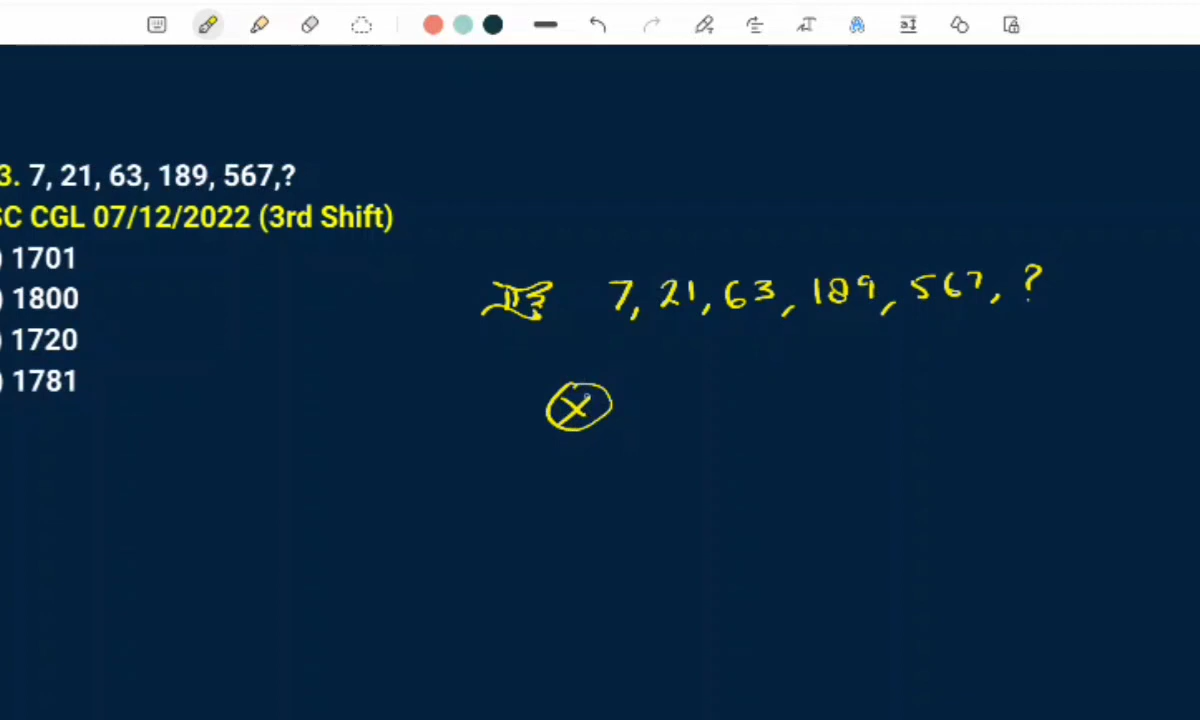 3. 7, 21, 63, 189, 567,?
SC CGL 07/12/2022 (3rd Shift)
) 1701
) 1800
) 1720
) 1781
7, 21, 63, 189, 567, ?
X